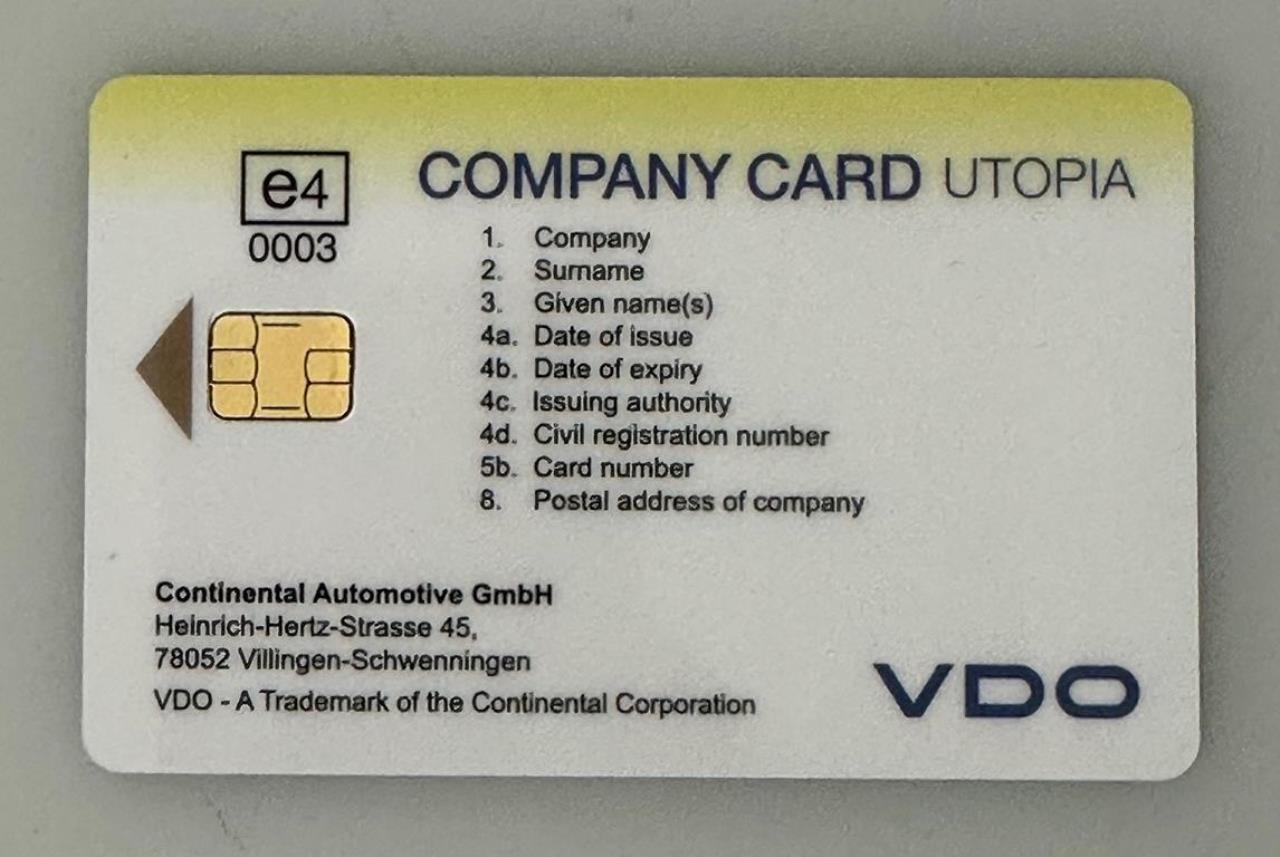 e4
0003
COMPANY CARD UTOPIA
1. Company
2. Surname
3. Given name(s)
4a. Date of issue
4b. Date of expiry
4c. Issuing authority
4d. Civil registration number
5b. Card number
8. Postal address of company
Continental Automotive GmbH
Heinrich-Hertz-Strasse 45,
78052 Villingen-Schwenningen
VDO - A Trademark of the Continental Corporation
VDO